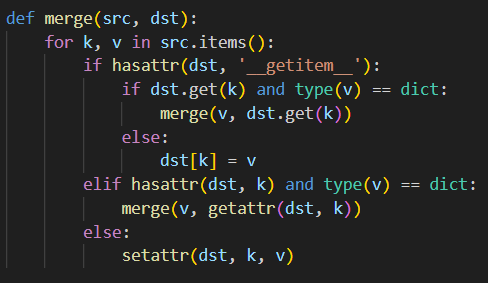 def merge(src, dst):
    for k, v in src.items():
        if hasattr(dst, '__getitem__'):
            if dst.get(k) and type(v) == dict:
                merge(v, dst.get(k))
            else:
                dst[k] = v
        elif hasattr(dst, k) and type(v) == dict:
            merge(v, getattr(dst, k))
        else:
            setattr(dst, k, v)